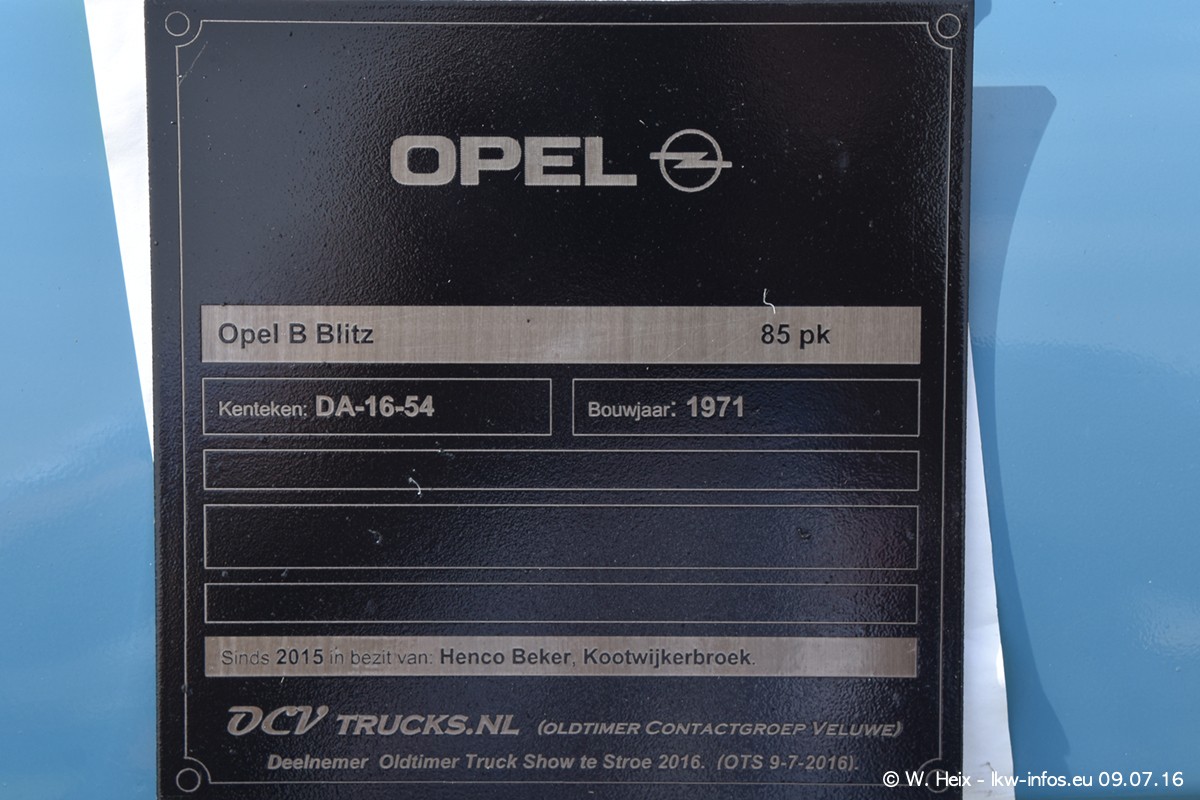 OPEL
Opel B Blitz 85 pk
Kenteken: DA-16-54 Bouwjaar: 1971
Sinds 2015 in bezit van: Henco Beker, Kootwijkerbroek.
OCV TRUCKS.NL (OLDTIMER CONTACTGROEP VELUWE)
Deelnemer Oldtimer Truck Show te Stroe 2016. (OTS 9-7-2016).
© W. Heix - lkw-infos.eu 09.07.16